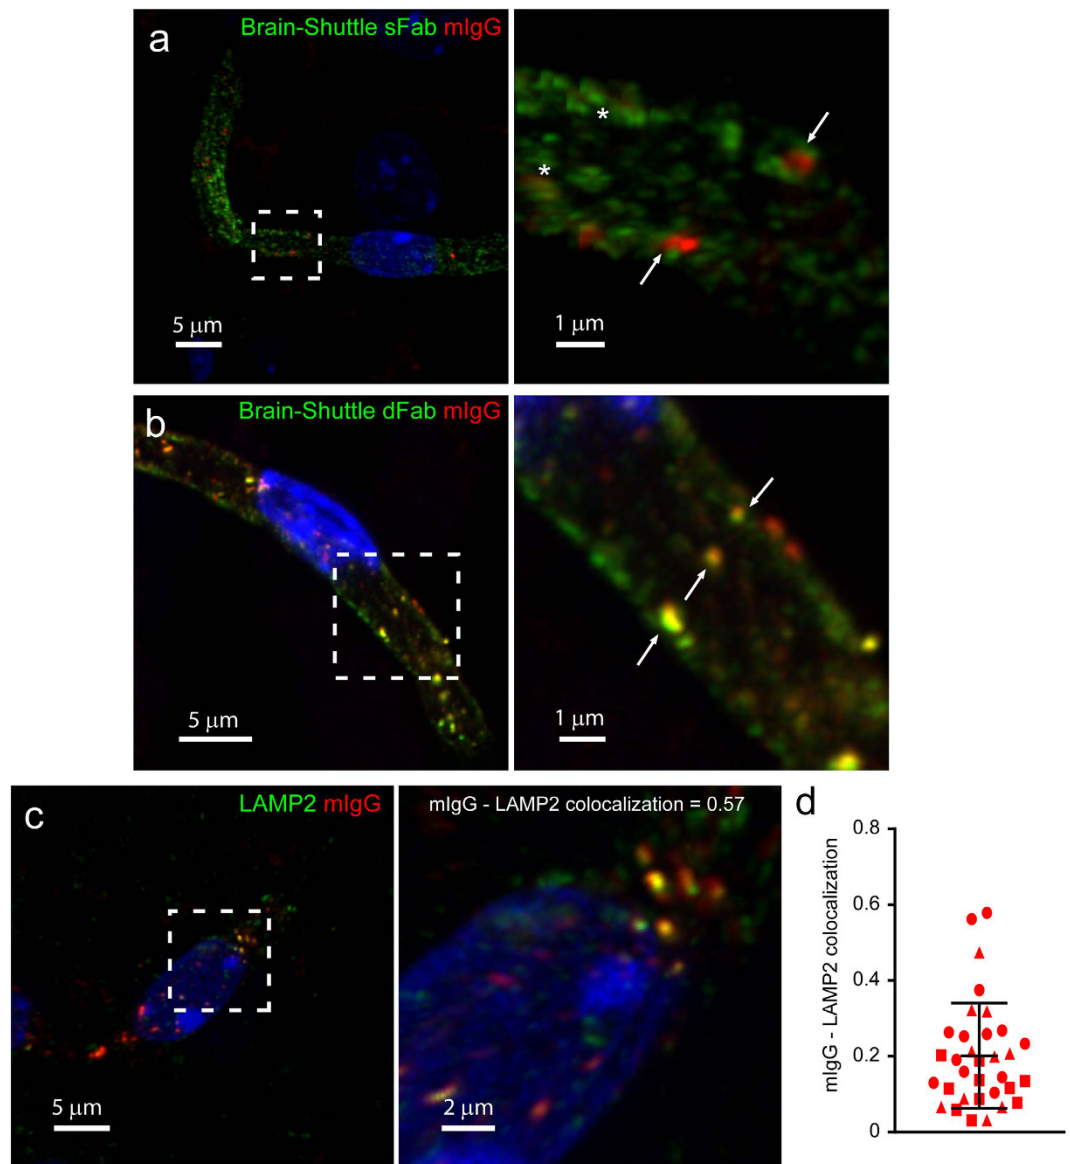 a
Brain-Shuttle sFab mIgG
*
*
5 μm
1 μm
b
Brain-Shuttle dFab mIgG
5 μm
1 μm
c
LAMP2 mIgG
mIgG - LAMP2 colocalization = 0.57
5 μm
2 μm
d
mIgG - LAMP2 colocalization
0.8
0.6
0.4
0.2
0